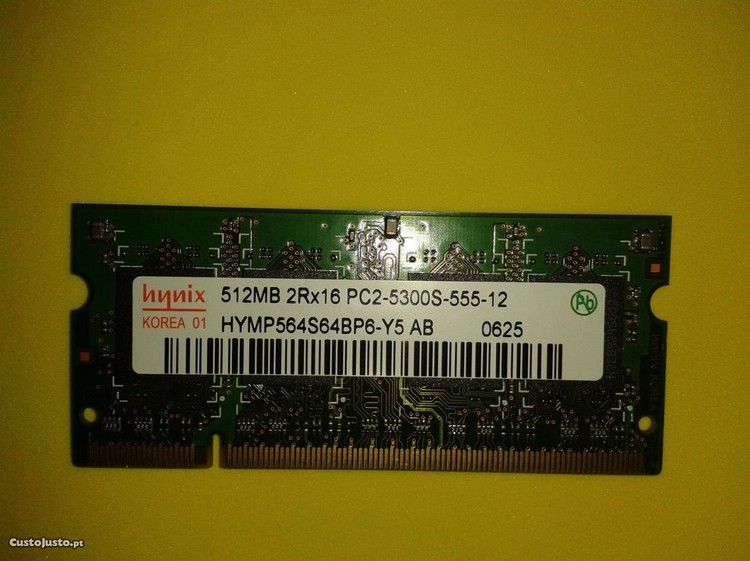 hynix 512MB 2Rx16 PC2-5300S-555-12
KOREA 01 HYMP564S64BP6-Y5 AB 0625
Pb
CustoJusto.pt